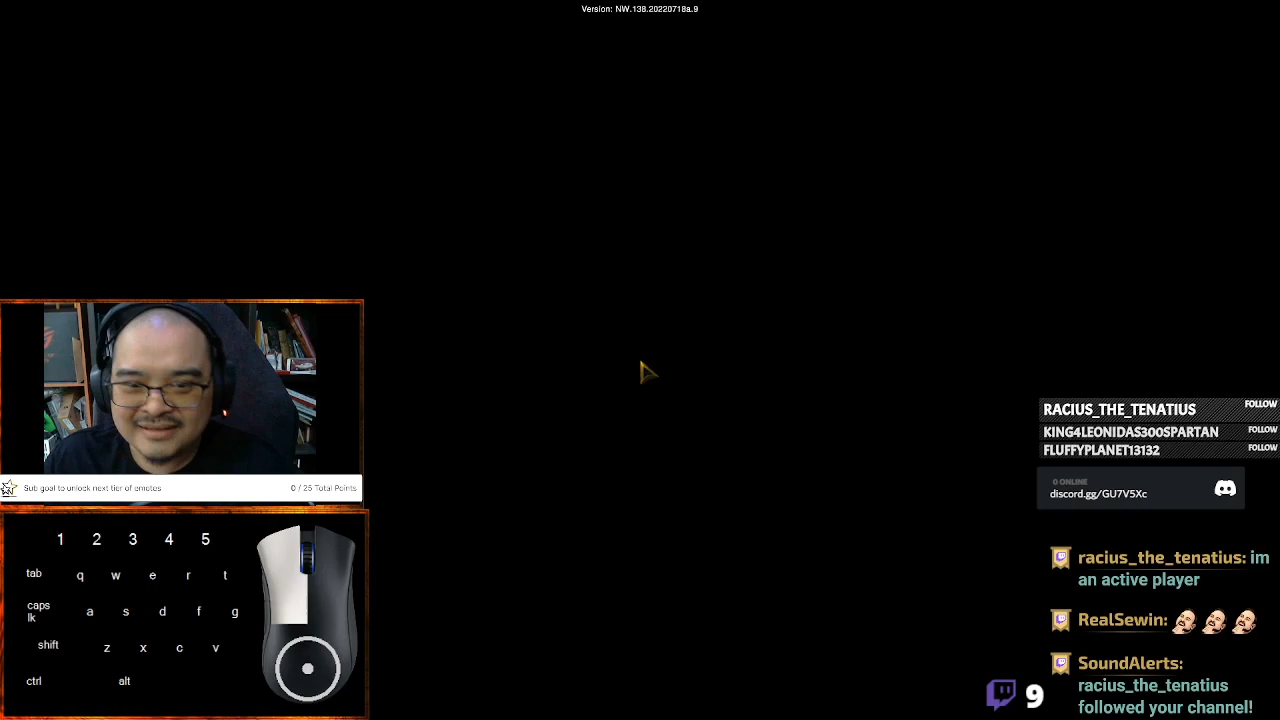 Version: NW.138.20220718a.9
RACIUS_THE_TENATIUS FOLLOW
KING4LEONIDAS300SPARTAN FOLLOW
FLUFFYPLANET13132 FOLLOW
0 ONLINE
discord.gg/GU7V5Xc
Sub goal to unlock next tier of emotes 0 / 25 Total Points
1 2 3 4 5
tab q w e r t
caps
lk a s d f g
shift z x c v
ctrl alt
racius_the_tenatius: im
an active player
RealSewin:
SoundAlerts:
racius_the_tenatius
followed your channel!
9